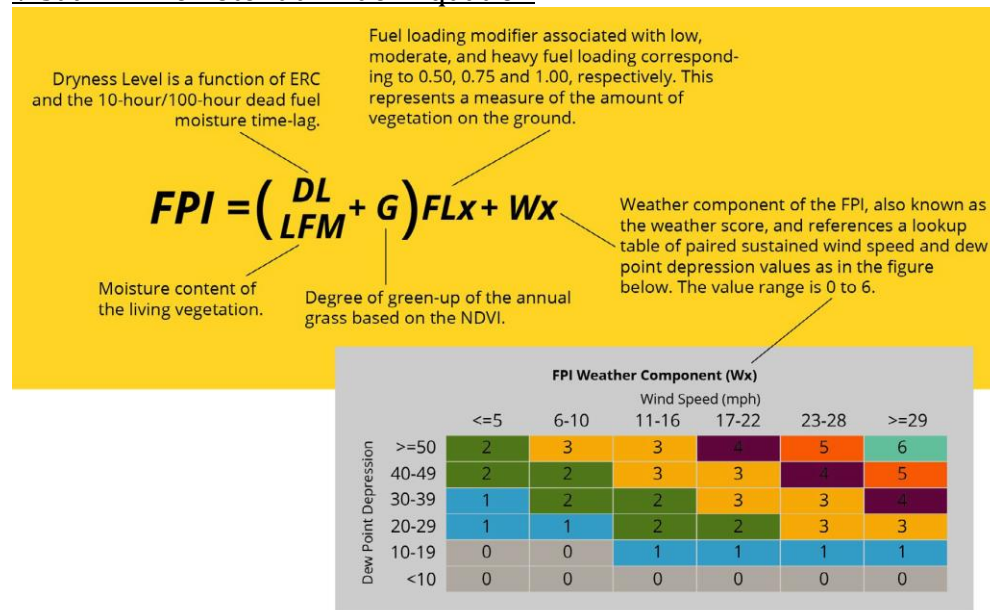 Fuel loading modifier associated with low,
moderate, and heavy fuel loading correspond-
ing to 0.50, 0.75 and 1.00, respectively. This
represents a measure of the amount of
vegetation on the ground.
Dryness Level is a function of ERC
and the 10-hour/100-hour dead fuel
moisture time-lag.
FPI = (DL/LFM + G)FLx + Wx
Weather component of the FPI, also known as
the weather score, and references a lookup
table of paired sustained wind speed and dew
point depression values as in the figure
below. The value range is 0 to 6.
Moisture content of
the living vegetation.
Degree of green-up of the annual
grass based on the NDVI.
FPI Weather Component (Wx)
Wind Speed (mph)
<=5 6-10 11-16 17-22 23-28 >=29
Dew Point Depression
>=50 2 3 3 4 5 6
40-49 2 2 3 3 4 5
30-39 1 2 2 3 3 4
20-29 1 1 2 2 3 3
10-19 0 0 1 1 1 1
<10 0 0 0 0 0 0